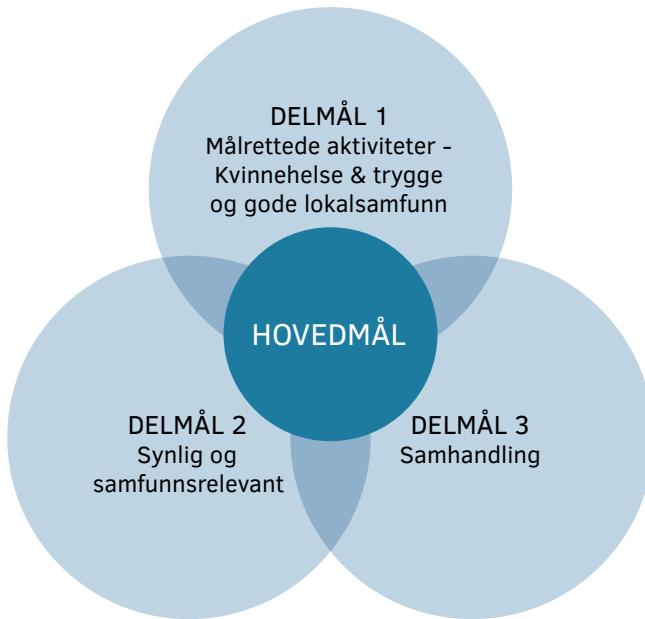 DELMÅL 1
Målrettede aktiviteter -
Kvinnehelse & trygge
og gode lokalsamfunn
HOVEDMÅL
DELMÅL 2
Synlig og
samfunnsrelevant
DELMÅL 3
Samhandling